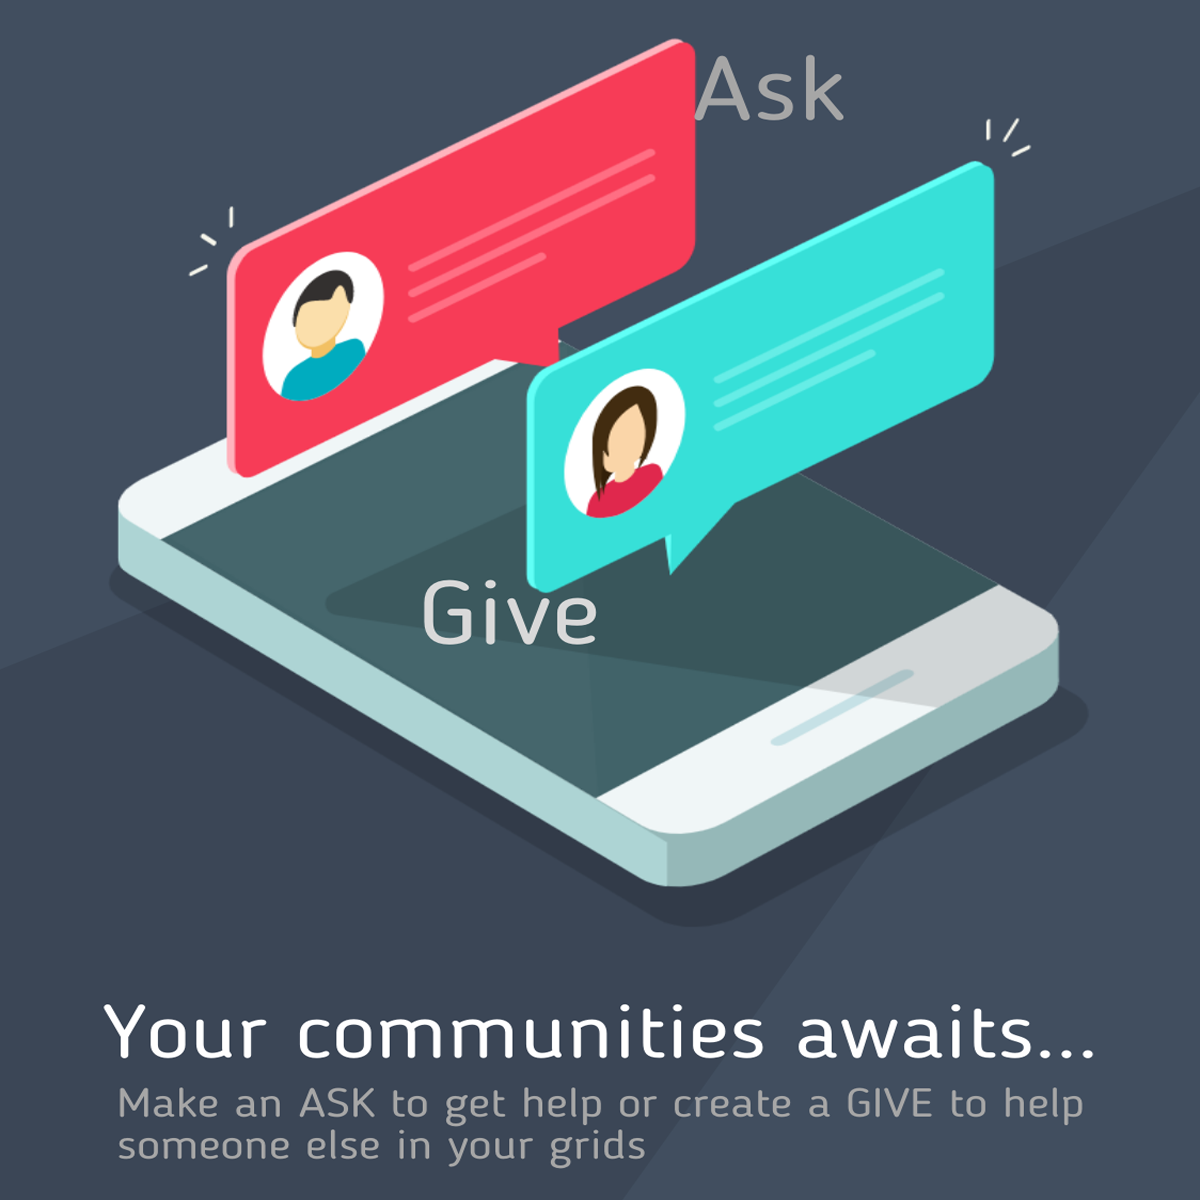 Ask
Give
Your communities awaits...
Make an ASK to get help or create a GIVE to help
someone else in your grids